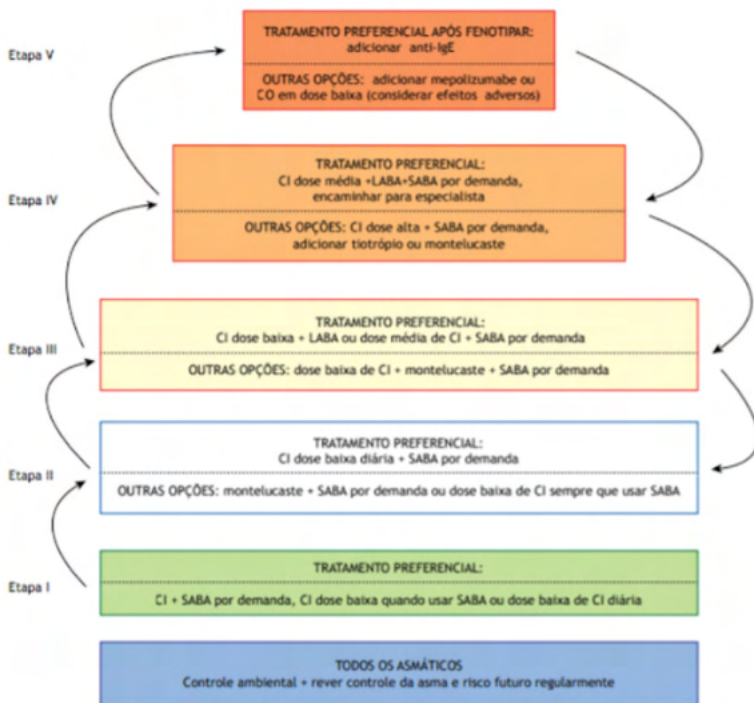 Etapa V
TRATAMENTO PREFERENCIAL APÓS FENOTIPAR:
adicionar anti-IgE
OUTRAS OPÇÕES: adicionar mepolizumabe ou
CO em dose baixa (considerar efeitos adversos)
Etapa IV
TRATAMENTO PREFERENCIAL:
CI dose média +LABA+SABA por demanda,
encaminhar para especialista
OUTRAS OPÇÕES: CI dose alta + SABA por demanda,
adicionar tiotrópio ou montelucaste
Etapa III
TRATAMENTO PREFERENCIAL:
CI dose baixa + LABA ou dose média de CI + SABA por demanda
OUTRAS OPÇÕES: dose baixa de CI + montelucaste + SABA por demanda
Etapa II
TRATAMENTO PREFERENCIAL:
CI dose baixa diária + SABA por demanda
OUTRAS OPÇÕES: montelucaste + SABA por demanda ou dose baixa de CI sempre que usar SABA
Etapa I
TRATAMENTO PREFERENCIAL:
CI + SABA por demanda, CI dose baixa quando usar SABA ou dose baixa de CI diária
TODOS OS ASMÁTICOS
Controle ambiental + rever controle da asma e risco futuro regularmente